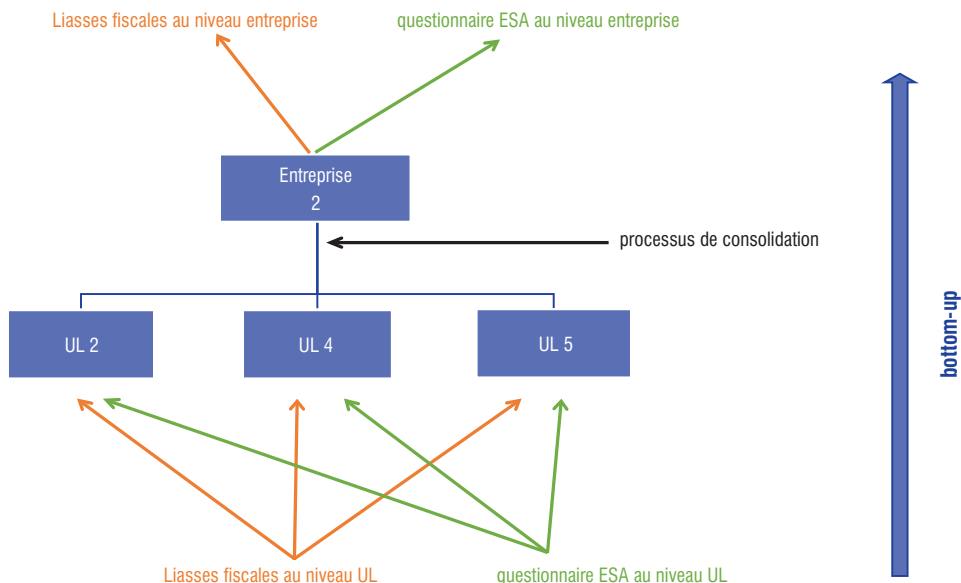 Liasses fiscales au niveau entreprise
questionnaire ESA au niveau entreprise
Entreprise
2
processus de consolidation
UL 2
UL 4
UL 5
bottom-up
Liasses fiscales au niveau UL
questionnaire ESA au niveau UL